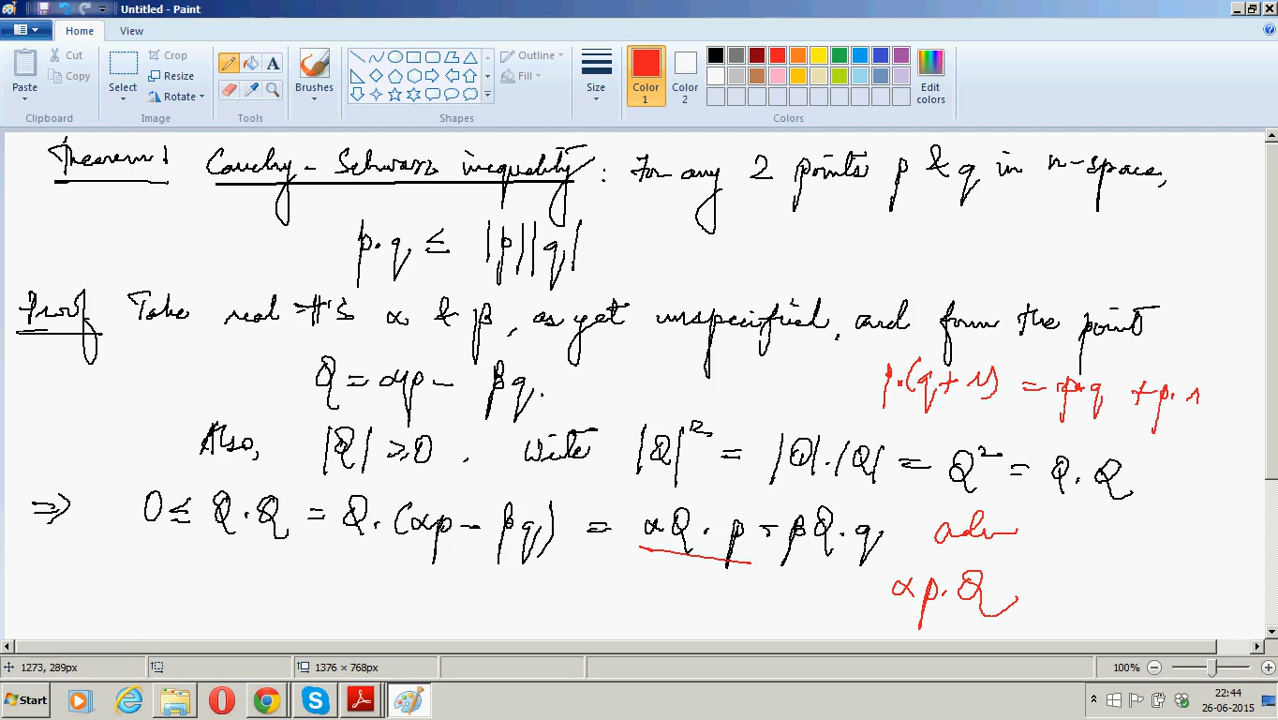 Untitled - Paint
Home View
Paste
Cut
Copy
Clipboard
Select
Crop
Resize
Rotate
Image
A
Tools
Brushes
Shapes
Outline
Fill
Size
Color 1
Color 2
Colors
Edit colors
Theorem 1 Cauchy - Schwarz inequality : For any 2 points p & q in n-space,
p.q ≤ |p||q|
Proof Take real #'s α & β, as yet unspecified, and form the point
Q = αp - βq.
p.(q+r) = p.q + p.r
Also, |Q| ≥ 0. Write |Q|² = |Q|.|Q| = Q² = Q.Q
⇒ 0 ≤ Q.Q = Q.(αp - βq) = αQ.p - βQ.q
αp.Q
1273, 289px
1376 × 768px
100%
Start
22:44
26-06-2015